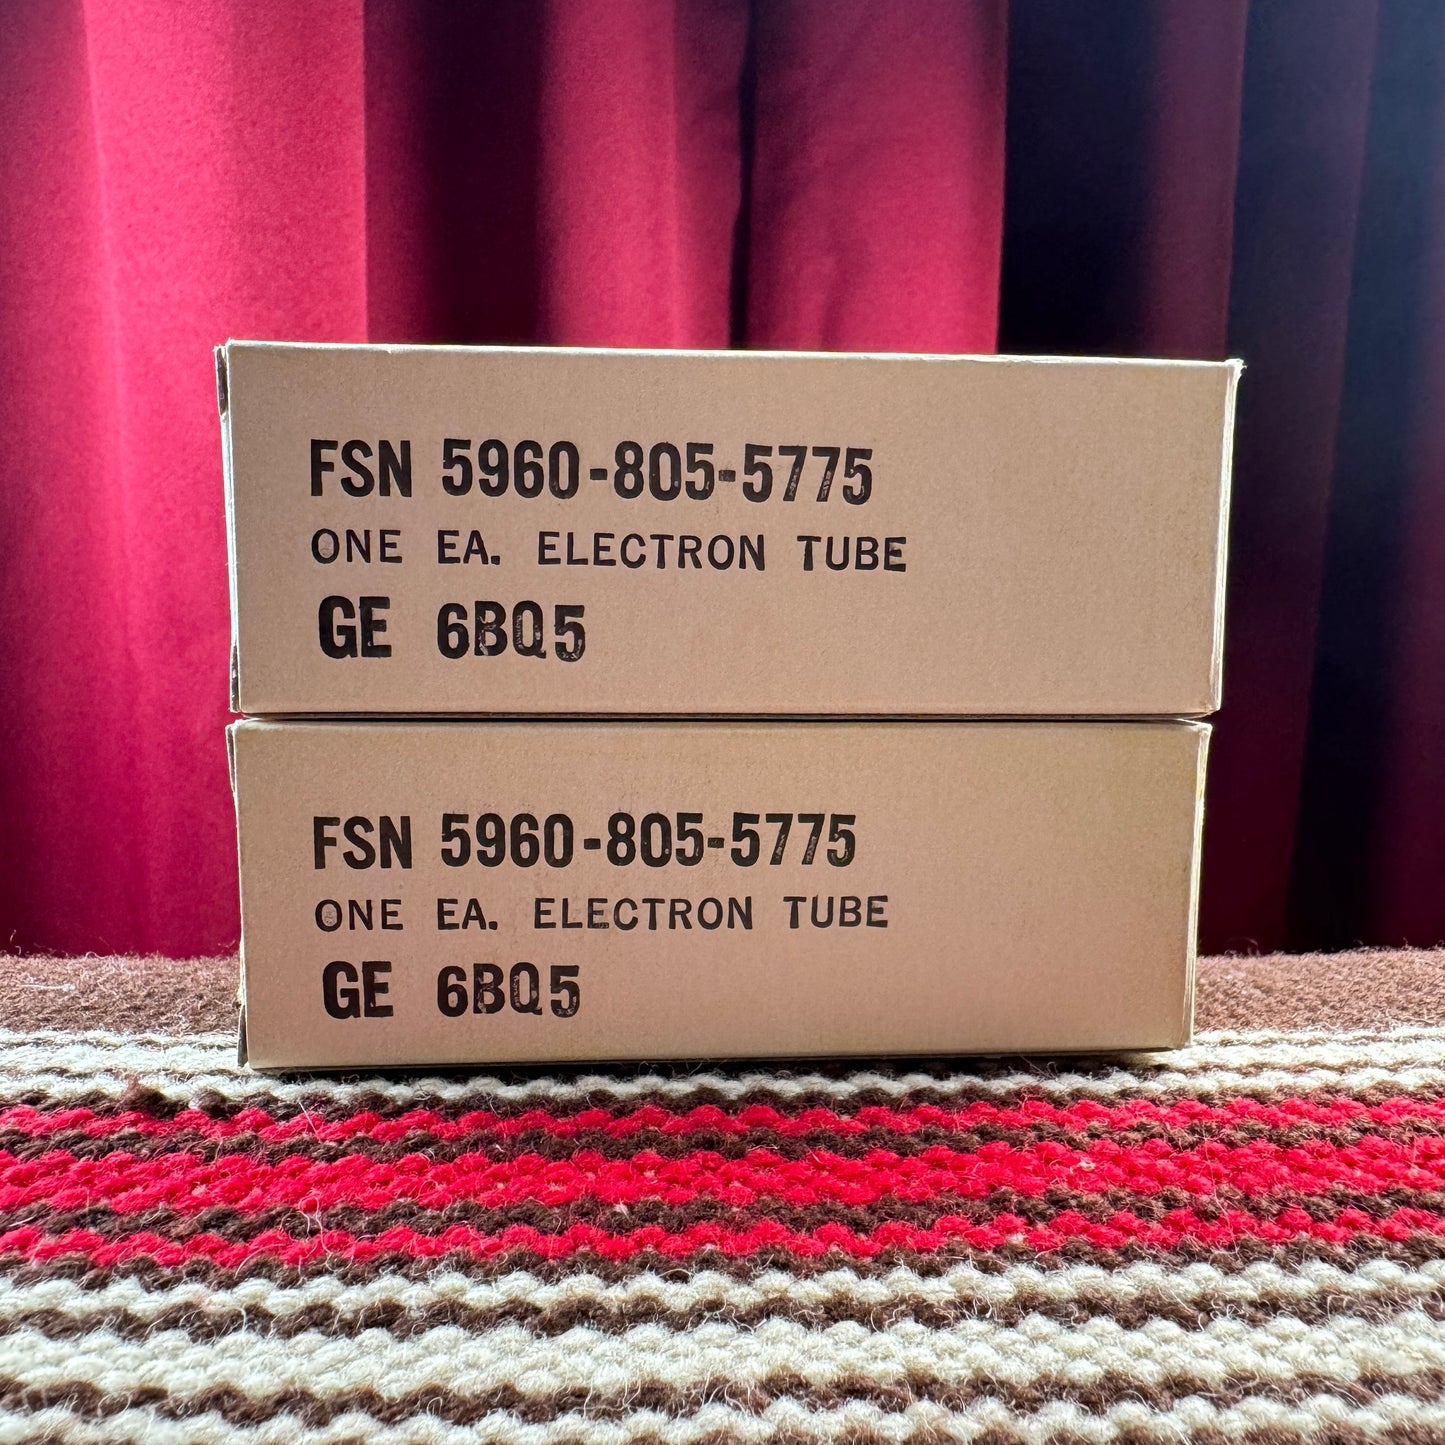 FSN 5960-805-5775
ONE EA. ELECTRON TUBE
GE 6BQ5
FSN 5960-805-5775
ONE EA. ELECTRON TUBE
GE 6BQ5